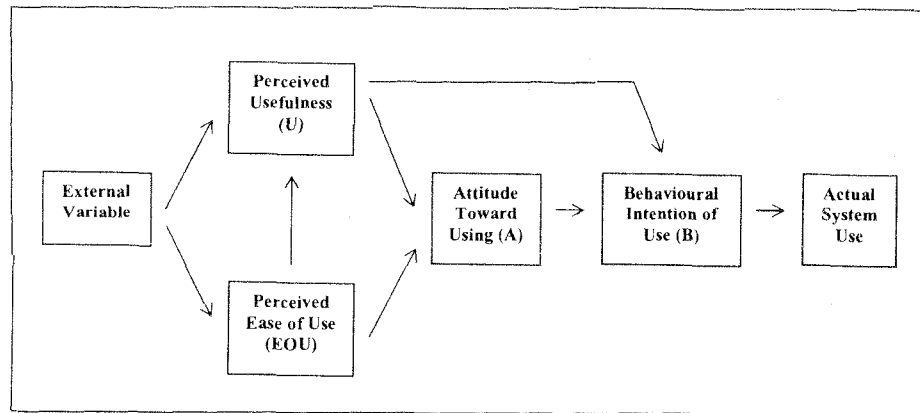 Perceived
Usefulness
(U)
External
Variable
Attitude
Toward
Using (A)
Behavioural
Intention of
Use (B)
Actual
System
Use
Perceived
Ease of Use
(EOU)